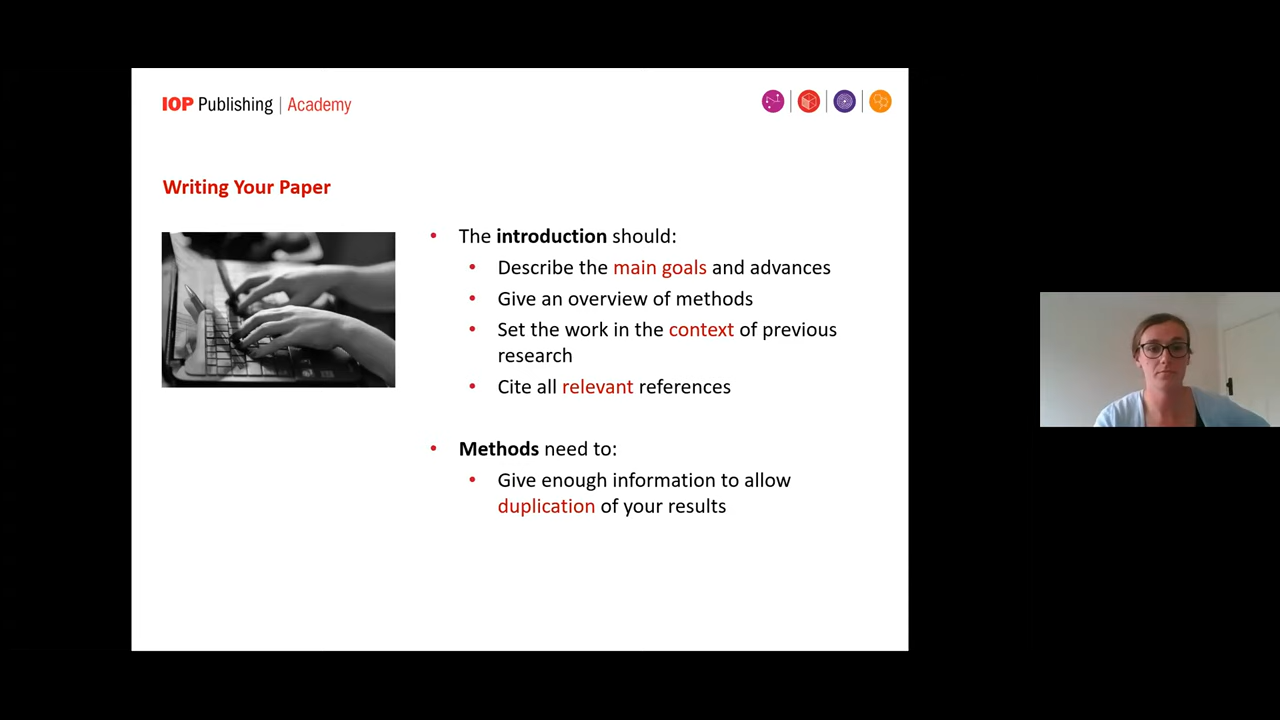 IOP Publishing | Academy
Writing Your Paper
• The introduction should:
• Describe the main goals and advances
• Give an overview of methods
• Set the work in the context of previous
research
• Cite all relevant references
• Methods need to:
• Give enough information to allow
duplication of your results